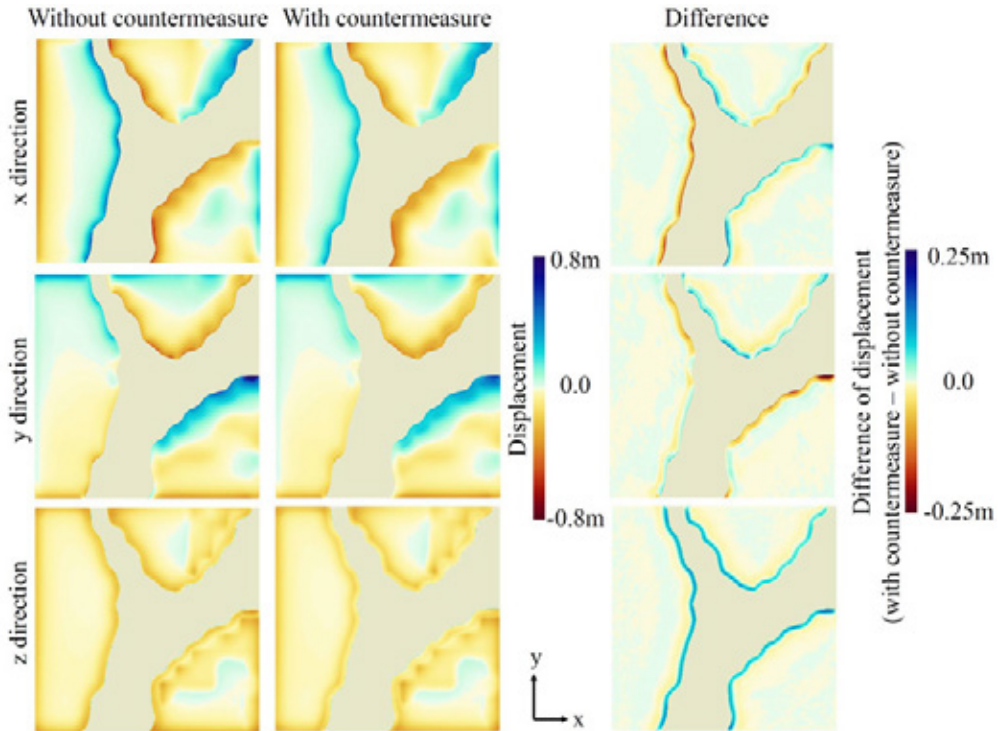 Without countermeasure
With countermeasure
Difference
x direction
y direction
z direction
Displacement
0.8m
0.0
-0.8m
Difference of displacement
(with countermeasure – without countermeasure)
0.25m
0.0
-0.25m
y
x